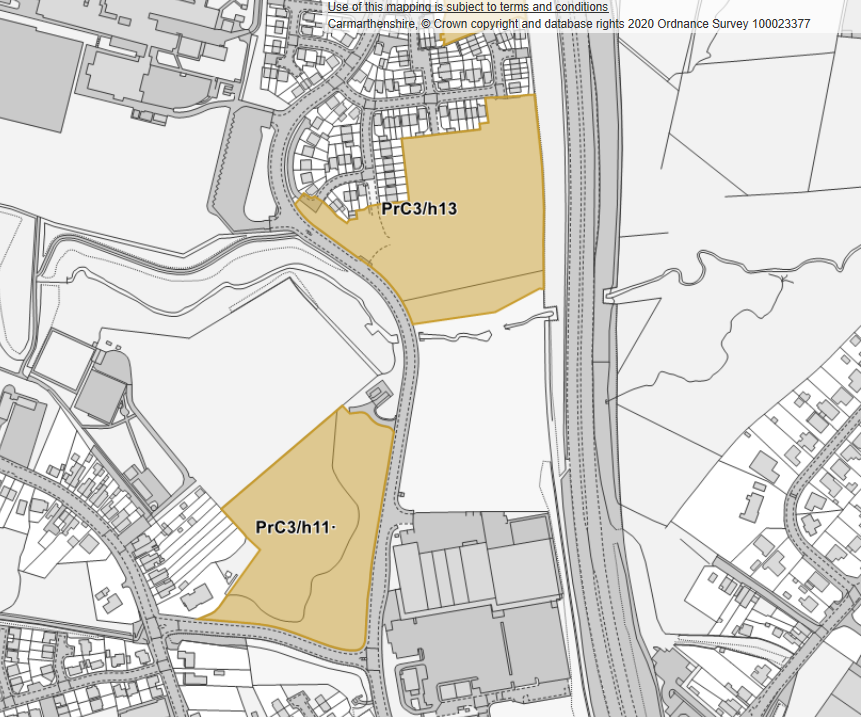 Use of this mapping is subject to terms and conditions
Carmarthenshire, © Crown copyright and database rights 2020 Ordnance Survey 100023377
PrC3/h13
PrC3/h11·